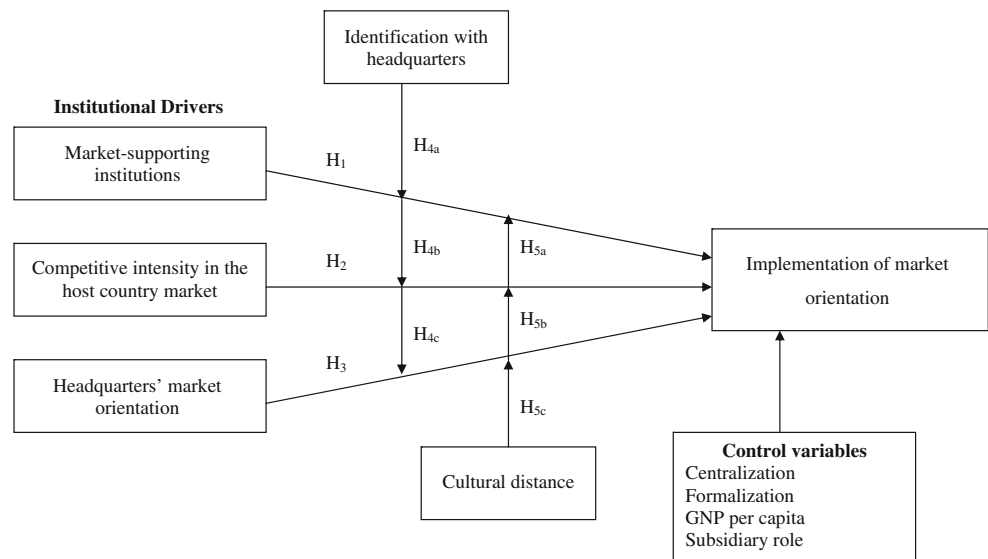 Identification with
headquarters
Institutional Drivers
Market-supporting
institutions
H1
H4a
Competitive intensity in the
host country market
H2
H4b
H5a
Implementation of market
orientation
Headquarters’ market
orientation
H3
H4c
H5b
H5c
Cultural distance
Control variables
Centralization
Formalization
GNP per capita
Subsidiary role